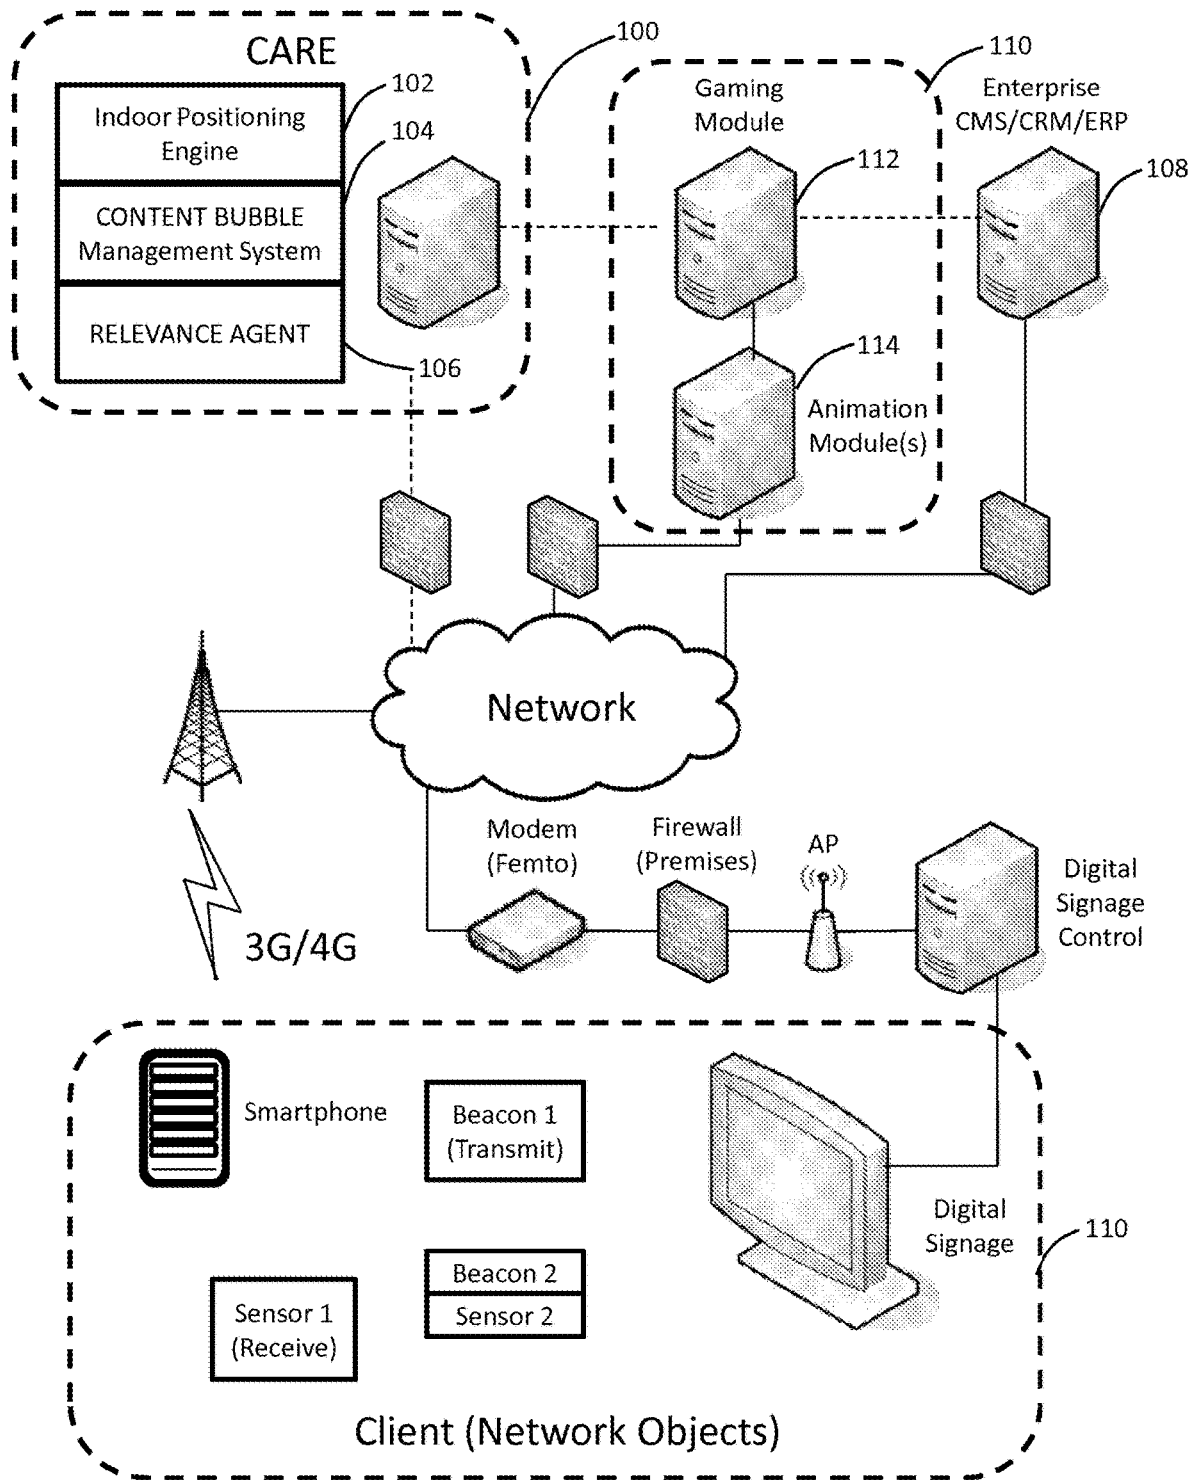 CARE
100
102
Indoor Positioning
Engine
104
CONTENT BUBBLE
Management System
RELEVANCE AGENT
106
110
Gaming
Module
112
114
Animation
Module(s)
Enterprise
CMS/CRM/ERP
108
Network
3G/4G
Modem
(Femto)
Firewall
(Premises)
AP
Digital
Signage
Control
Smartphone
Beacon 1
(Transmit)
Beacon 2
Sensor 2
Sensor 1
(Receive)
Digital
Signage
110
Client (Network Objects)